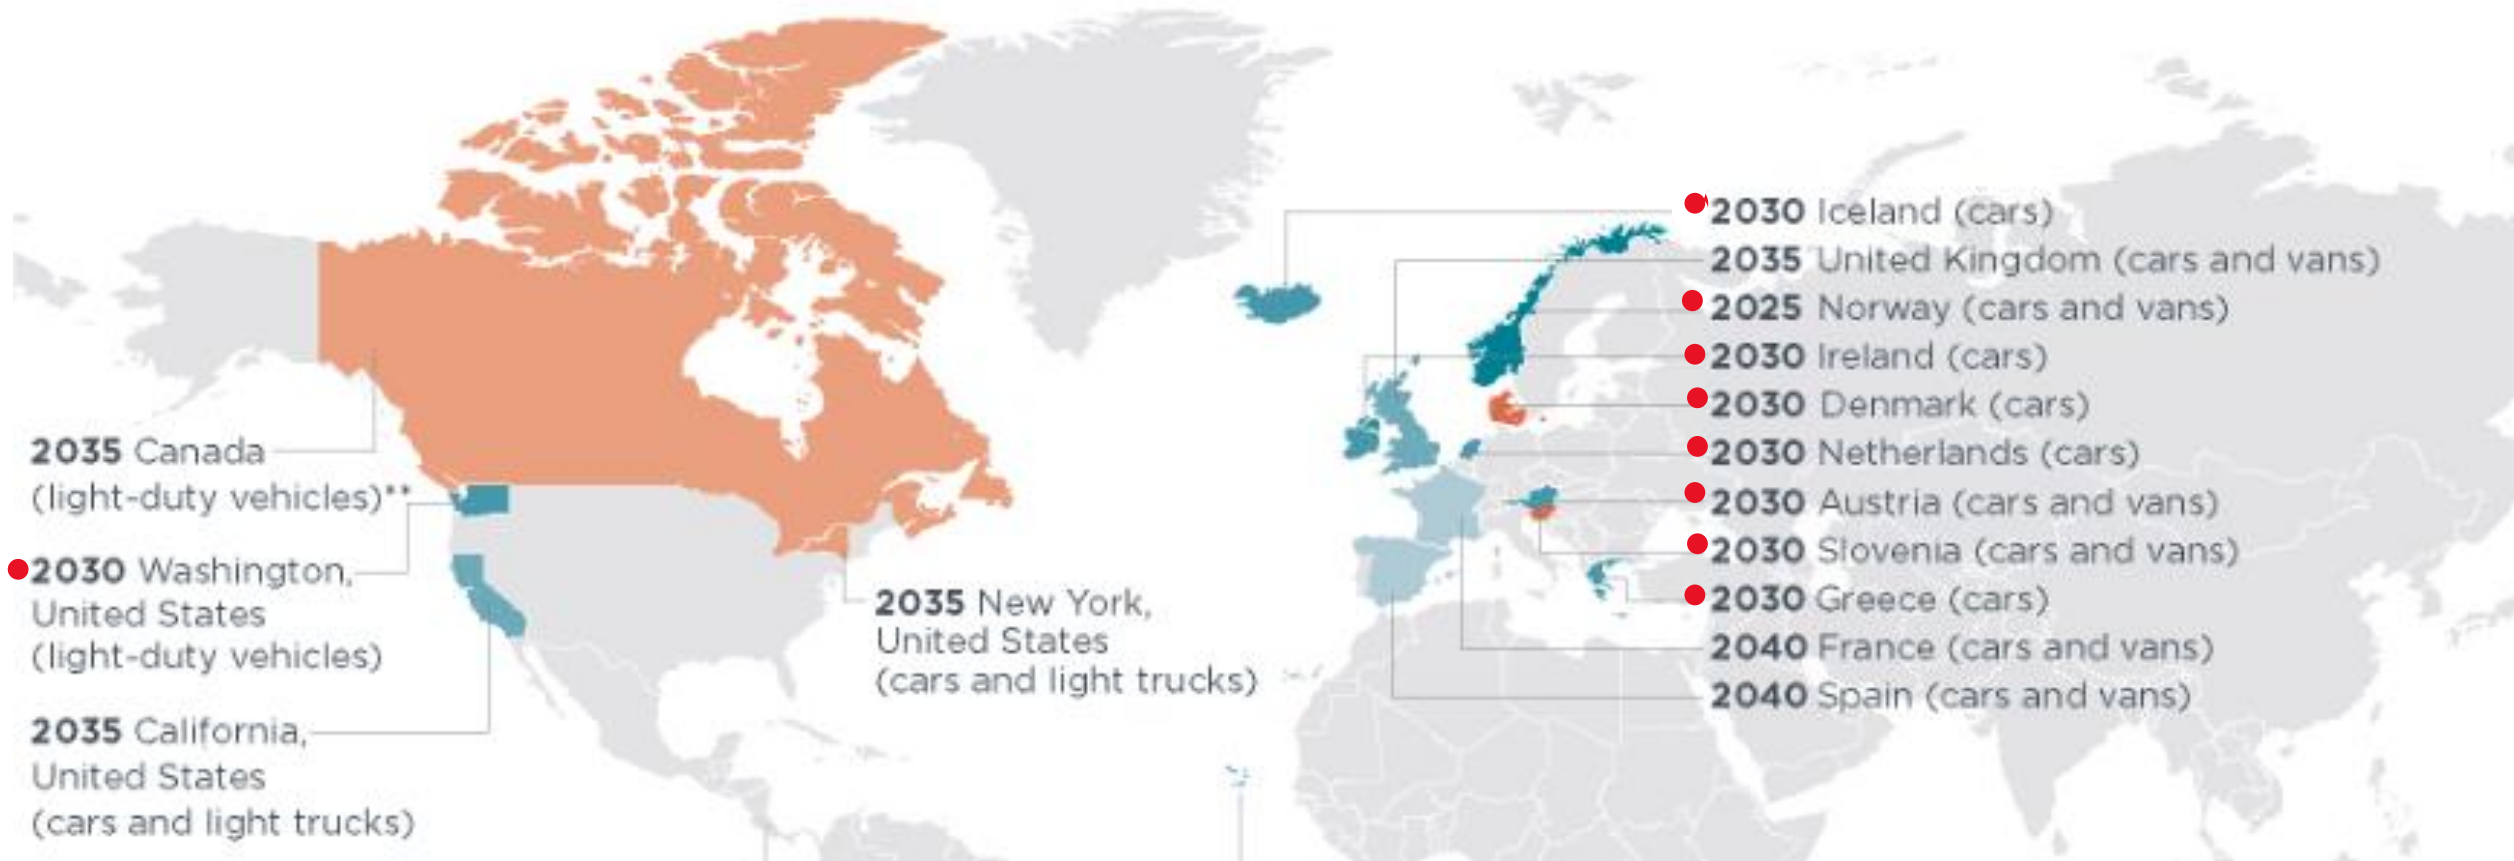 2030 Iceland (cars)
2035 United Kingdom (cars and vans)
2025 Norway (cars and vans)
2030 Ireland (cars)
2030 Denmark (cars)
2030 Netherlands (cars)
2030 Austria (cars and vans)
2030 Slovenia (cars and vans)
2030 Greece (cars)
2040 France (cars and vans)
2040 Spain (cars and vans)
2035 Canada
(light-duty vehicles)**
2030 Washington,
United States
(light-duty vehicles)
2035 California,
United States
(cars and light trucks)
2035 New York,
United States
(cars and light trucks)